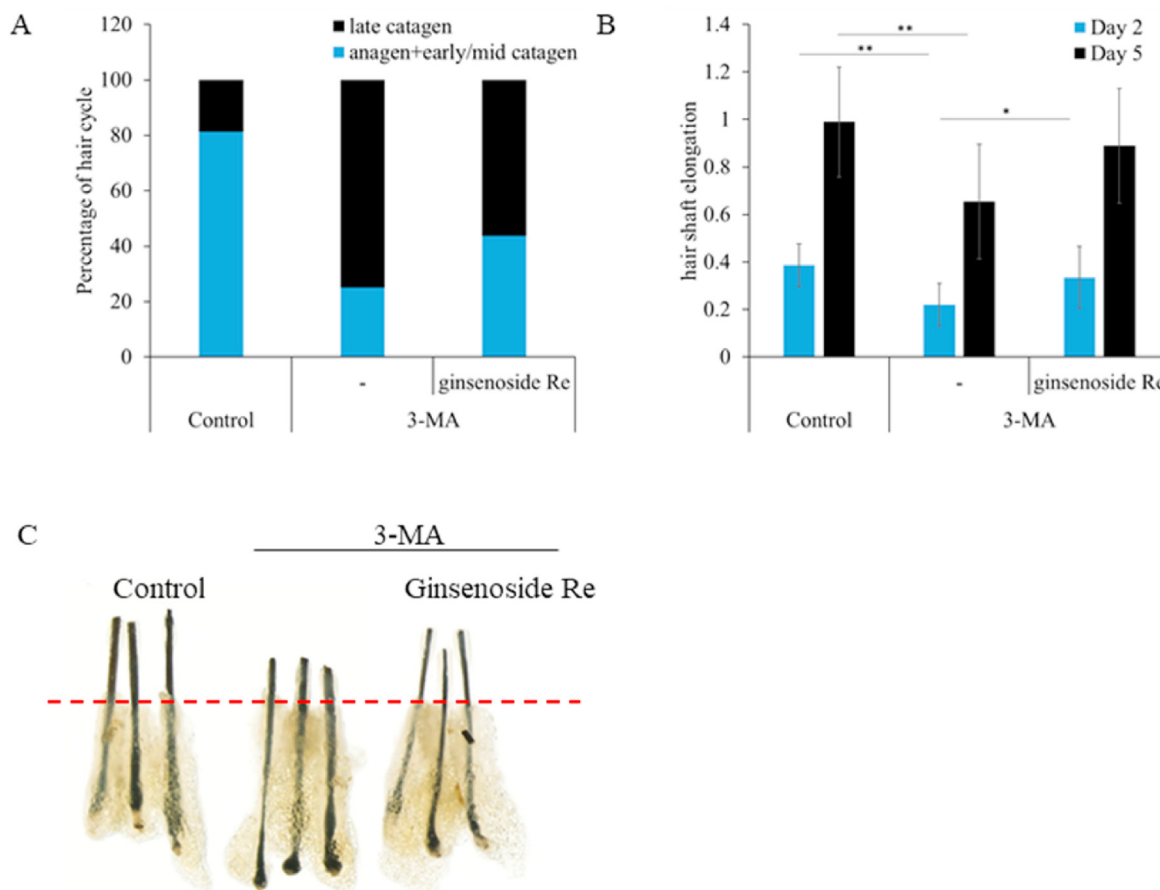 A
120
100
80
60
40
20
0
Percentage of hair cycle
late catagen
anagen+early/mid catagen
-
ginsenoside Re
Control
3-MA
B
1.4
1.2
1
0.8
0.6
0.4
0.2
0
hair shaft elongation
Day 2
Day 5
**
**
*
-
ginsenoside Re
Control
3-MA
C
3-MA
Control
Ginsenoside Re